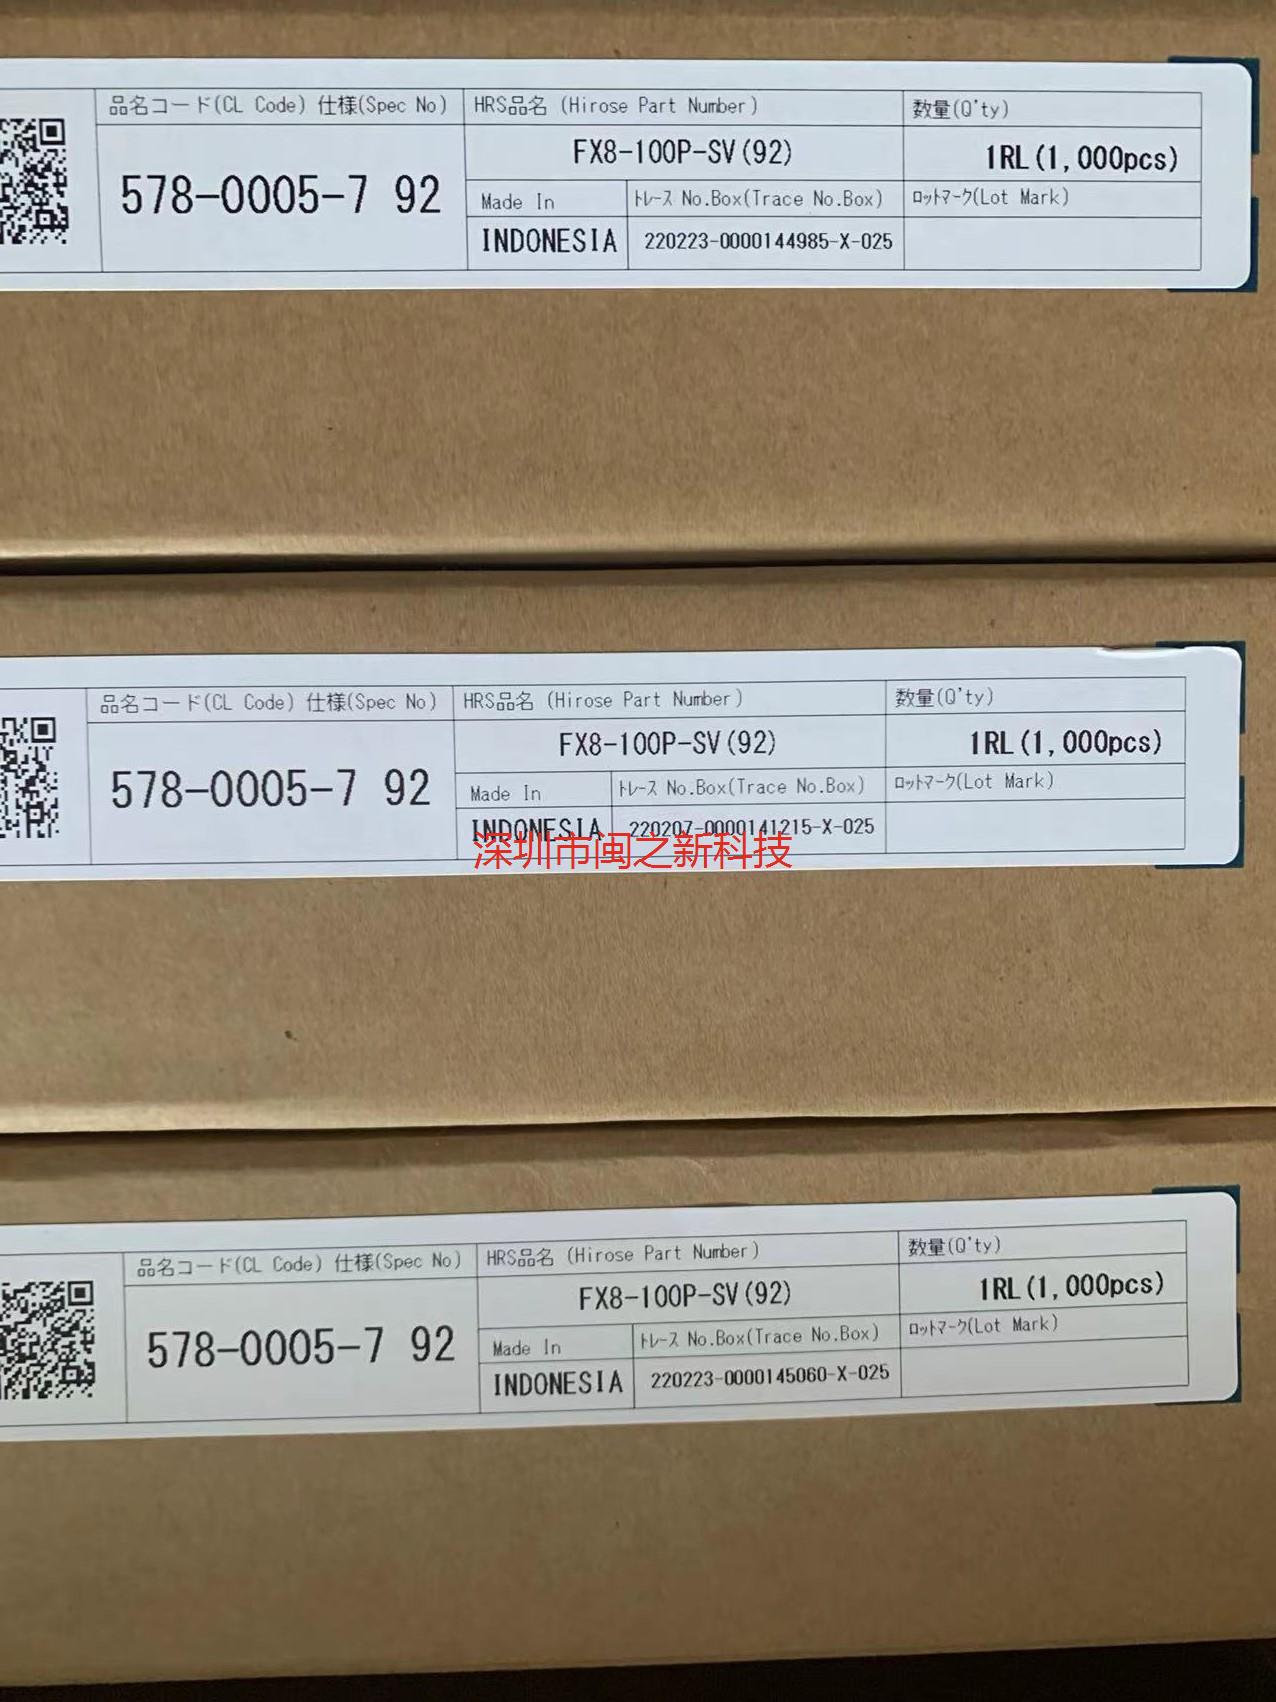 品名コード(CL Code) 仕様(Spec No) HRS品名 (Hirose Part Number) 数量(Q'ty)
FX8-100P-SV(92) 1RL(1,000pcs)
578-0005-7 92
Made In トレース No.Box(Trace No.Box) ロットマーク(Lot Mark)
INDONESIA 220223-0000144985-X-025
品名コード(CL Code) 仕様(Spec No) HRS品名 (Hirose Part Number) 数量(Q'ty)
FX8-100P-SV(92) 1RL(1,000pcs)
578-0005-7 92
Made In トレース No.Box(Trace No.Box) ロットマーク(Lot Mark)
INDONESIA 220207-0000141215-X-025
深圳市闽之新科技
品名コード(CL Code) 仕様(Spec No) HRS品名 (Hirose Part Number) 数量(Q'ty)
FX8-100P-SV(92) 1RL(1,000pcs)
578-0005-7 92
Made In トレース No.Box(Trace No.Box) ロットマーク(Lot Mark)
INDONESIA 220223-0000145060-X-025